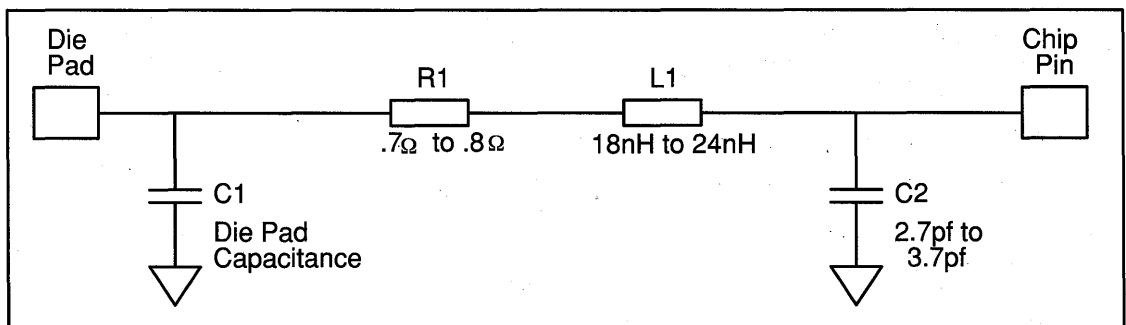 Die
Pad
Chip
Pin
R1
L1
.7Ω to .8Ω
18nH to 24nH
C1
Die Pad
Capacitance
C2
2.7pf to
3.7pf